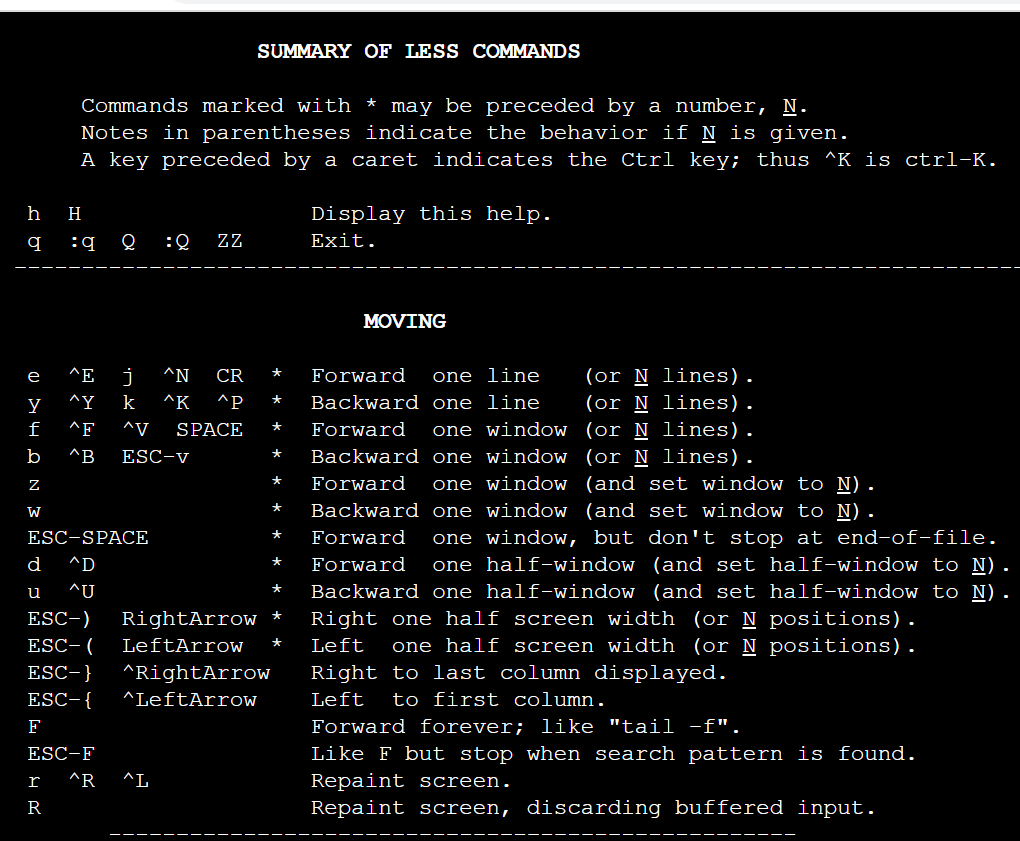 SUMMARY OF LESS COMMANDS
Commands marked with * may be preceded by a number, N.
Notes in parentheses indicate the behavior if N is given.
A key preceded by a caret indicates the Ctrl key; thus ^K is ctrl-K.
h  H                 Display this help.
q  :q  Q  :Q  ZZ     Exit.
---------------------------------------------------------------------------
MOVING
e  ^E  j  ^N  CR  *  Forward  one line   (or N lines).
y  ^Y  k  ^K  ^P  *  Backward one line   (or N lines).
f  ^F  ^V  SPACE  *  Forward  one window (or N lines).
b  ^B  ESC-v      *  Backward one window (or N lines).
z                 *  Forward  one window (and set window to N).
w                 *  Backward one window (and set window to N).
ESC-SPACE         *  Forward  one window, but don't stop at end-of-file.
d  ^D             *  Forward  one half-window (and set half-window to N).
u  ^U             *  Backward one half-window (and set half-window to N).
ESC-)  RightArrow *  Right one half screen width (or N positions).
ESC-(  LeftArrow  *  Left  one half screen width (or N positions).
ESC-}  ^RightArrow   Right to last column displayed.
ESC-{  ^LeftArrow    Left  to first column.
F                    Forward forever; like "tail -f".
ESC-F                Like F but stop when search pattern is found.
r  ^R  ^L            Repaint screen.
R                    Repaint screen, discarding buffered input.
---------------------------------------------------